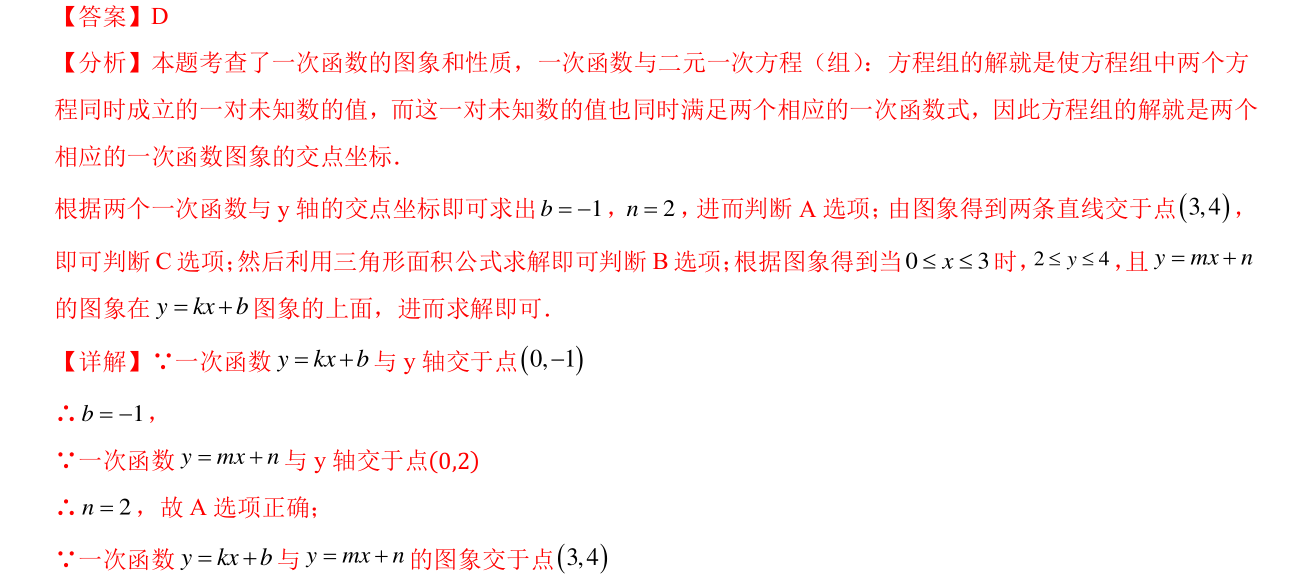 【答案】D
【分析】本题考查了一次函数的图象和性质，一次函数与二元一次方程（组）：方程组的解就是使方程组中两个方
程同时成立的一对未知数的值，而这一对未知数的值也同时满足两个相应的一次函数式，因此方程组的解就是两个
相应的一次函数图象的交点坐标．
根据两个一次函数与 y 轴的交点坐标即可求出 b = −1，n = 2，进而判断 A 选项；由图象得到两条直线交于点(3,4)，
即可判断 C 选项；然后利用三角形面积公式求解即可判断 B 选项；根据图象得到当 0 ≤ x ≤ 3 时，2 ≤ y ≤ 4，且 y = mx + n
的图象在 y = kx + b 图象的上面，进而求解即可．
【详解】∵一次函数 y = kx + b 与 y 轴交于点(0,−1)
∴ b = −1，
∵一次函数 y = mx + n 与 y 轴交于点(0,2)
∴ n = 2，故 A 选项正确；
∵一次函数 y = kx + b 与 y = mx + n 的图象交于点(3,4)